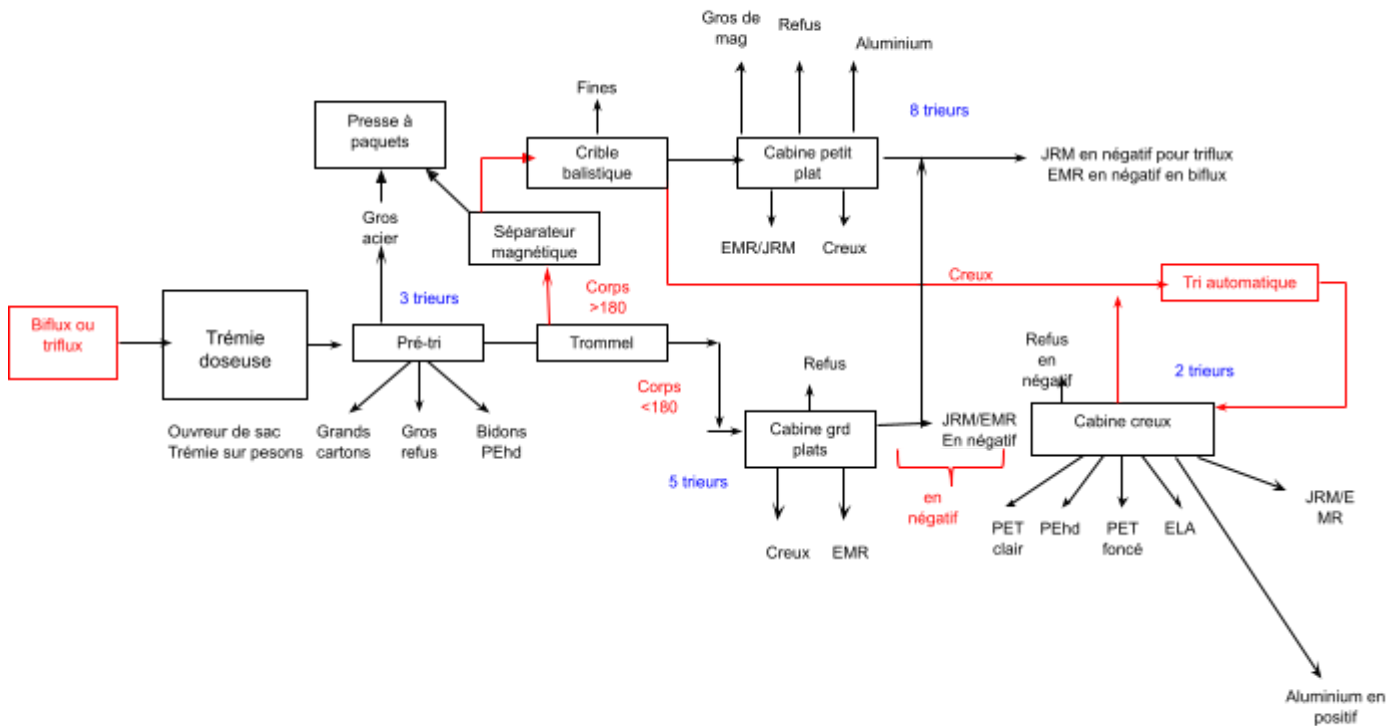 Gros de
mag
Refus
Aluminium
Fines
8 trieurs
Presse à
paquets
Crible
balistique
Cabine petit
plat
JRM en négatif pour triflux
EMR en négatif en biflux
Gros
acier
Séparateur
magnétique
EMR/JRM
Creux
Creux
Tri automatique
3 trieurs
Corps
>180
Biflux ou
triflux
Trémie
doseuse
Pré-tri
Trommel
Refus
en
négatif
2 trieurs
Refus
Corps
<180
Ouvreur de sac
Trémie sur pesons
Grands
cartons
Gros
refus
Bidons
PEhd
Cabine grd
plats
JRM/EMR
En négatif
Cabine creux
5 trieurs
en
négatif
JRM/E
MR
Creux
EMR
PET
clair
PEhd
PET
foncé
ELA
Aluminium en
positif